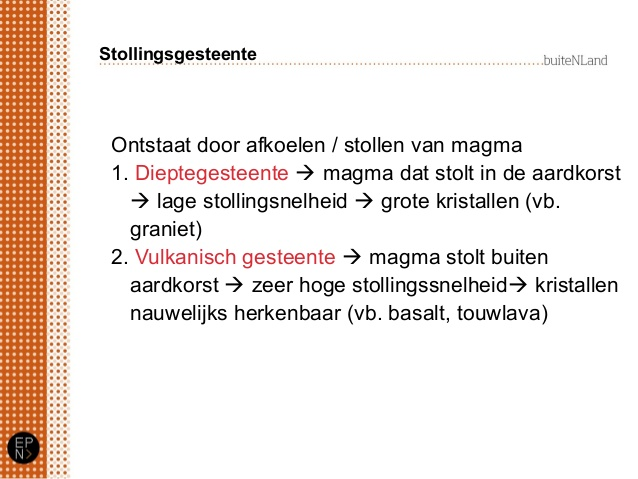 Stollingsgesteente
buiteNLand
Ontstaat door afkoelen / stollen van magma
1. Dieptegesteente → magma dat stolt in de aardkorst
→ lage stollingsnelheid → grote kristallen (vb.
graniet)
2. Vulkanisch gesteente → magma stolt buiten
aardkorst → zeer hoge stollingssnelheid→ kristallen
nauwelijks herkenbaar (vb. basalt, touwlava)
EP
N>